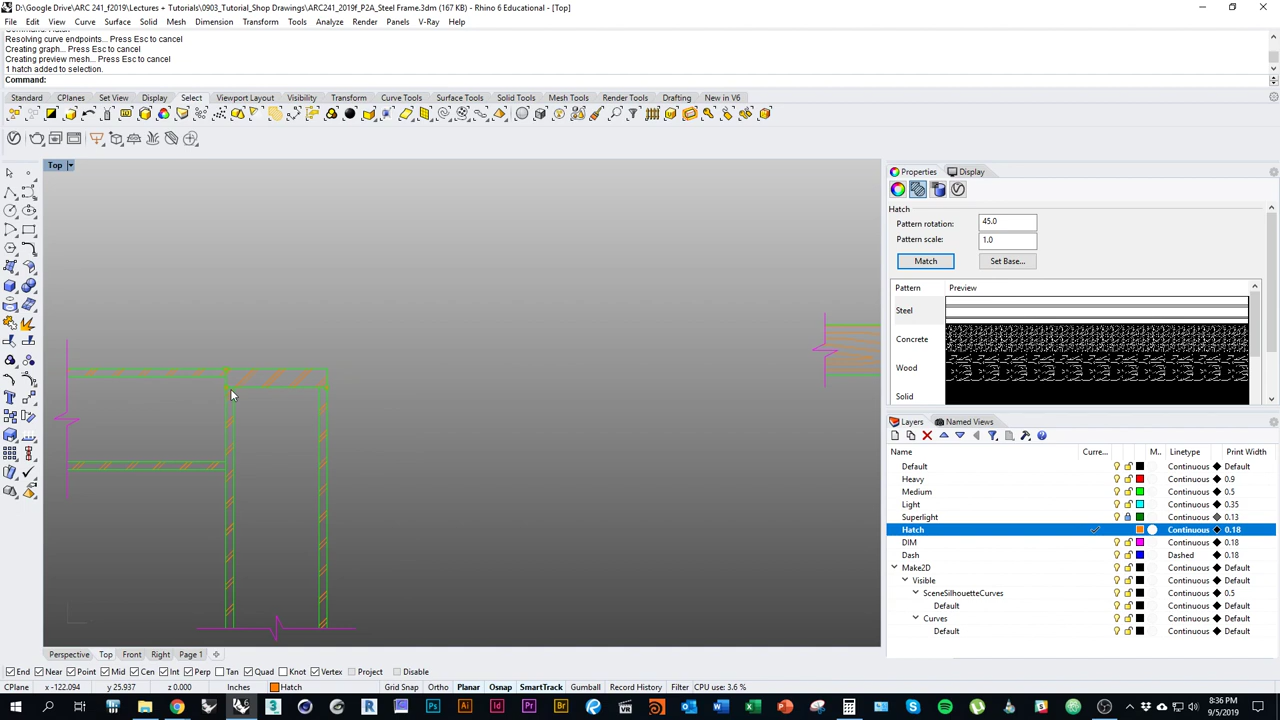 D:\Google Drive\ARC 241_f2019\Lectures + Tutorials\0903_Tutorial_Shop Drawings\ARC241_2019f_P2A_Steel Frame.3dm (167 KB) - Rhino 6 Educational - [Top]
File Edit View Curve Surface Solid Mesh Dimension Transform Tools Analyze Render Panels V-Ray Help
Resolving curve endpoints... Press Esc to cancel
Creating graph... Press Esc to cancel
Creating preview mesh... Press Esc to cancel
1 hatch added to selection.
Command:
Standard CPlanes Set View Display Select Viewport Layout Visibility Transform Curve Tools Surface Tools Solid Tools Mesh Tools Render Tools Drafting New in V6
Top
Properties Display
Hatch
Pattern rotation: 45.0
Pattern scale: 1.0
Match Set Base...
Pattern Preview
Steel
Concrete
Wood
Solid
Layers Named Views
Name Curre... M.. Linetype Print Width
Default Continuous Default
Heavy Continuous 0.9
Medium Continuous 0.5
Light Continuous 0.35
Superlight Continuous 0.13
Hatch Continuous 0.18
DIM Continuous 0.18
Dash Dashed 0.18
Make2D Continuous Default
Visible Continuous Default
SceneSilhouetteCurves Continuous 0.5
Default Continuous Default
Curves Continuous Default
Default Continuous Default
Perspective Top Front Right Page 1
End Near Point Mid Cen Int Perp Tan Quad Knot Vertex Project Disable
CPlane x -122.094 y 25.937 z 0.000 Inches Hatch Grid Snap Ortho Planar Osnap SmartTrack Gumball Record History Filter CPU use: 3.6 %
8:36 PM
9/5/2019